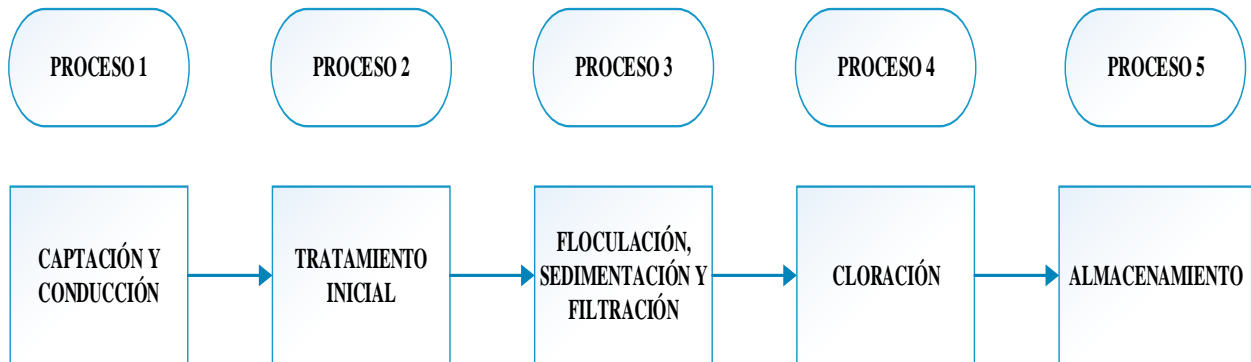 PROCESO 1
PROCESO 2
PROCESO 3
PROCESO 4
PROCESO 5
CAPTACIÓN Y
CONDUCCIÓN
TRATAMIENTO
INICIAL
FLOCULACIÓN,
SEDIMENTACIÓN Y
FILTRACIÓN
CLORACIÓN
ALMACENAMIENTO